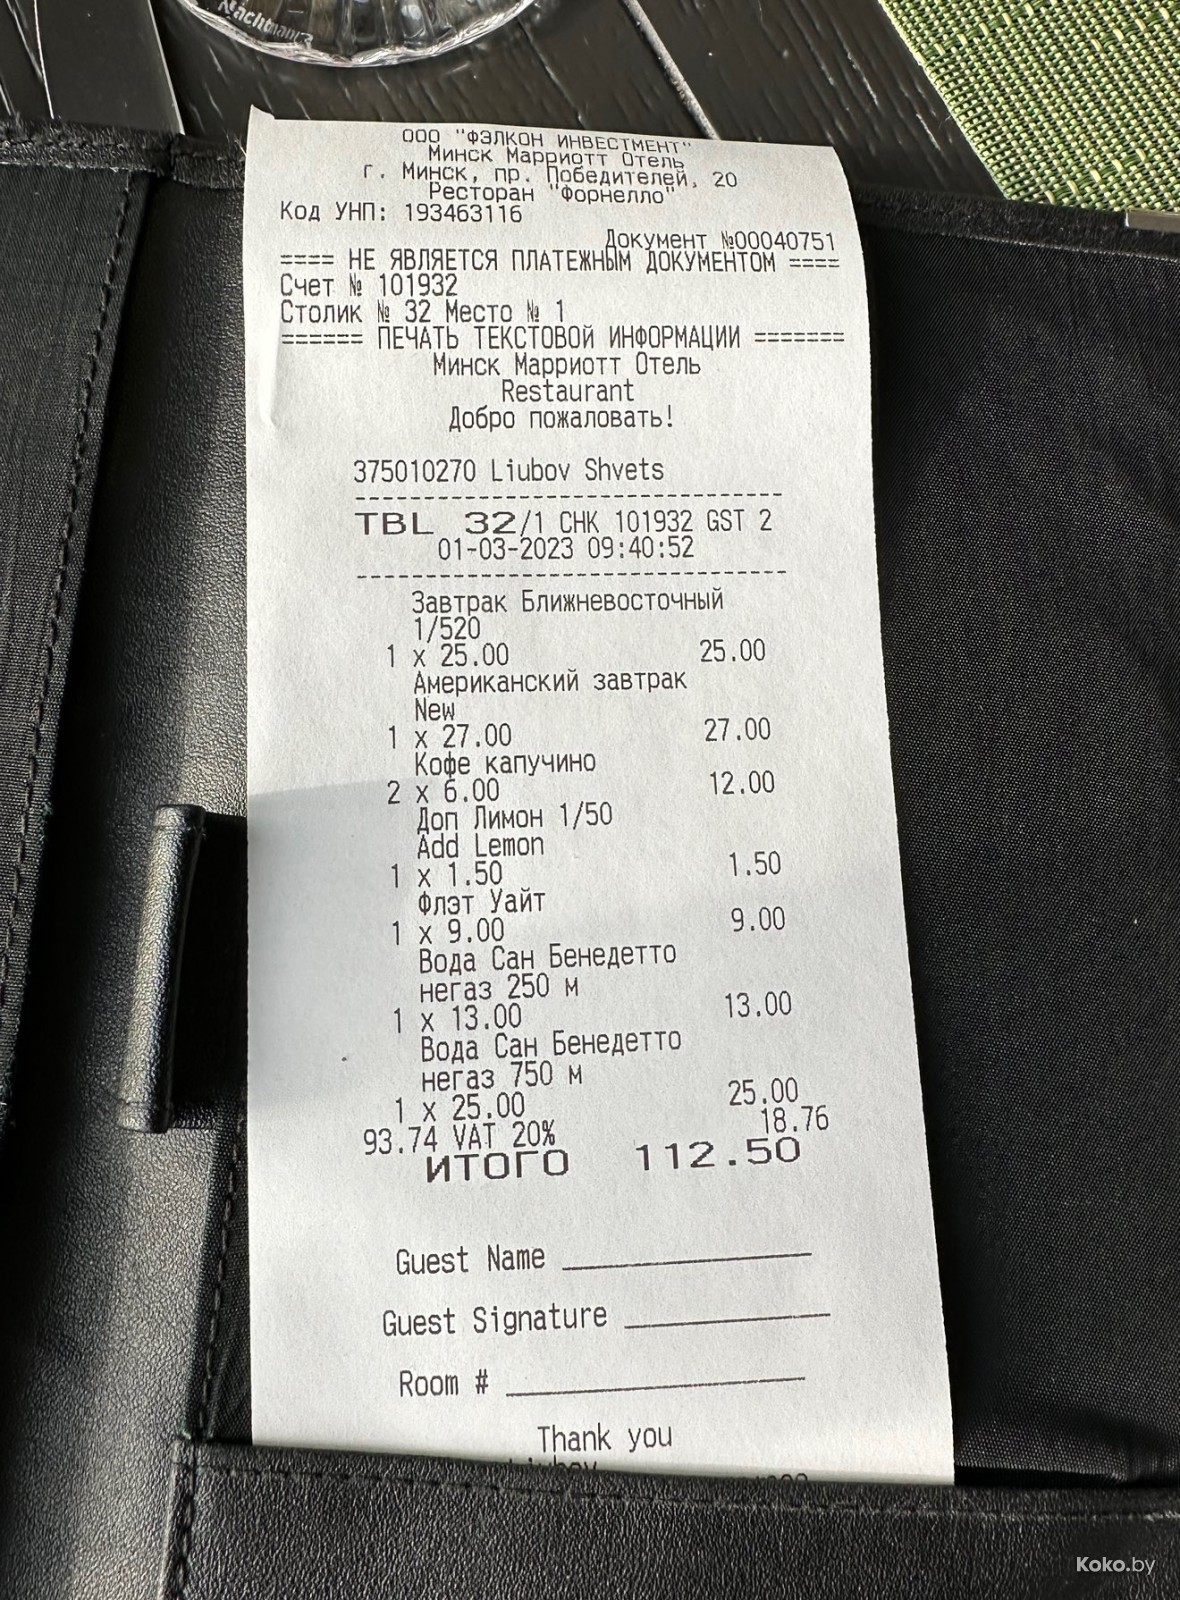 Nachtmann
ООО "ФЭЛКОН ИНВЕСТМЕНТ"
Минск Марриотт Отель
г. Минск, пр. Победителей, 20
Ресторан "Форнелло"
Код УНП: 193463116
Документ №00040751
==== НЕ ЯВЛЯЕТСЯ ПЛАТЕЖНЫМ ДОКУМЕНТОМ ====
Счет № 101932
Столик № 32 Место № 1
====== ПЕЧАТЬ ТЕКСТОВОЙ ИНФОРМАЦИИ =======
Минск Марриотт Отель
Restaurant
Добро пожаловать!
375010270 Liubov Shvets
--------------------------------
TBL 32/1 CHK 101932 GST 2
01-03-2023 09:40:52
--------------------------------
Завтрак Ближневосточный
1/520
1 x 25.00 25.00
Американский завтрак
New
1 x 27.00 27.00
Кофе капучино
2 x 6.00 12.00
Доп Лимон 1/50
Add Lemon
1 x 1.50 1.50
Флэт Уайт
1 x 9.00 9.00
Вода Сан Бенедетто
негаз 250 м
1 x 13.00 13.00
Вода Сан Бенедетто
негаз 750 м
1 x 25.00 25.00
93.74 VAT 20% 18.76
ИТОГО 112.50
Guest Name
Guest Signature
Room #
Thank you
Koko.by